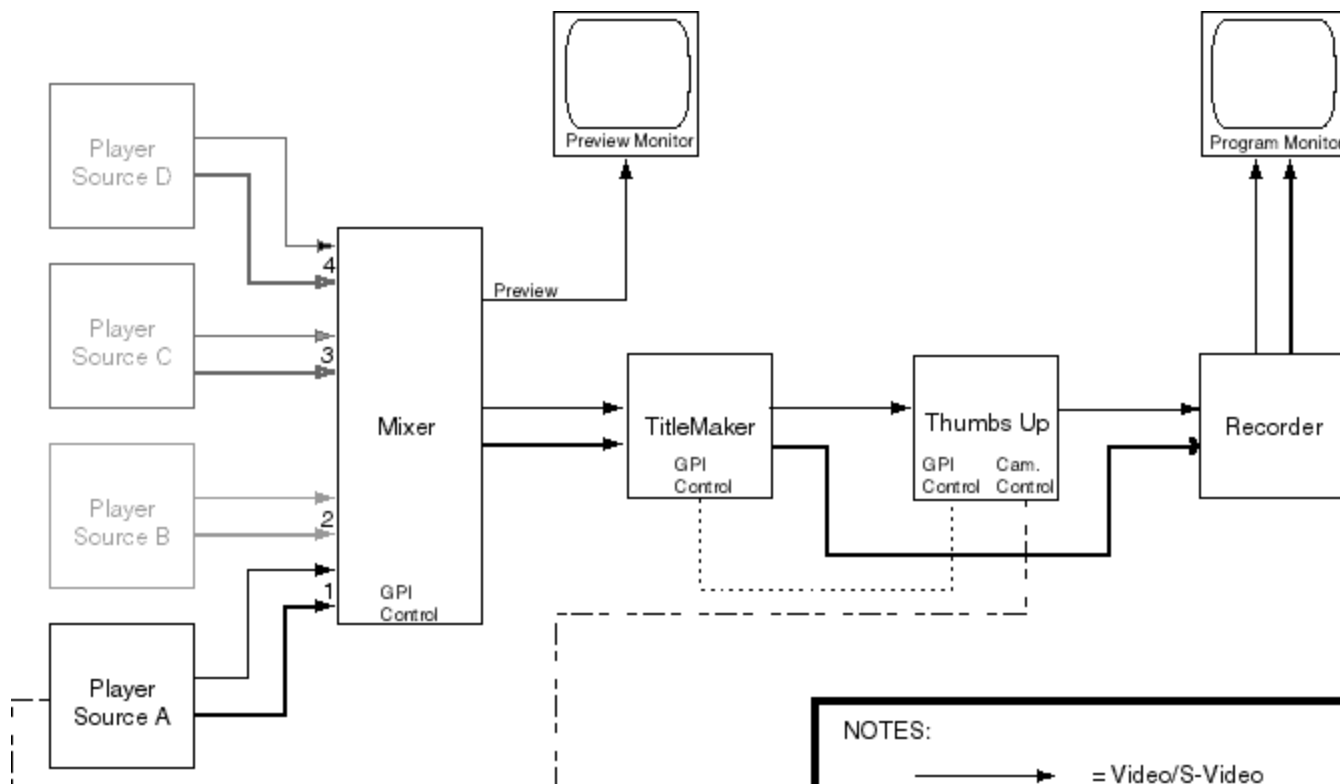 Preview Monitor
Program Monitor
Player
Source D
4
Preview
Player
Source C
3
Mixer
TitleMaker
GPI
Control
Thumbs Up
GPI
Control
Cam.
Control
Recorder
Player
Source B
2
1
GPI
Control
Player
Source A
NOTES:
= Video/S-Video